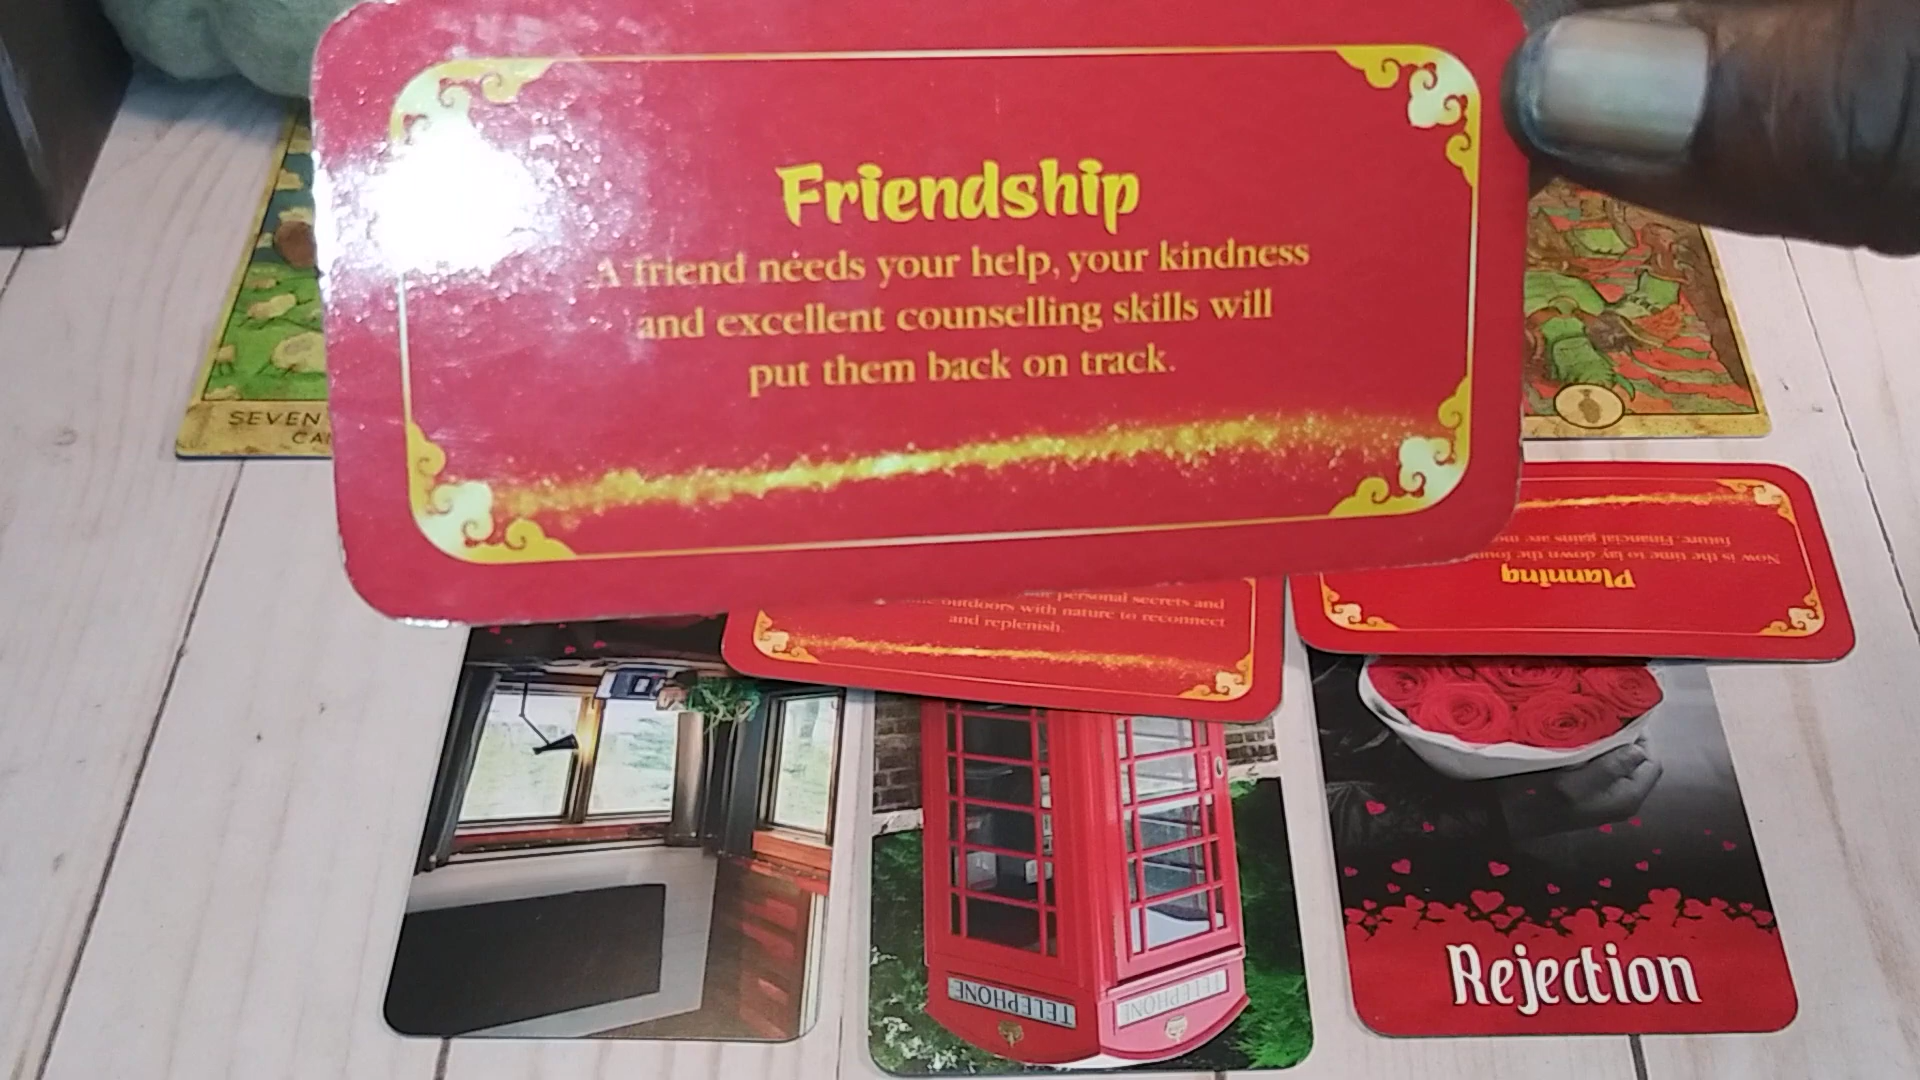 Friendship
A friend needs your help, your kindness
and excellent counselling skills will
put them back on track.
SEVEN
personal secrets and
outdoors with nature to reconnect
and replenish.
Planning
Now is the time to lay down the
future. Financial gains are
TELEPHONE
TELEPHONE
Rejection